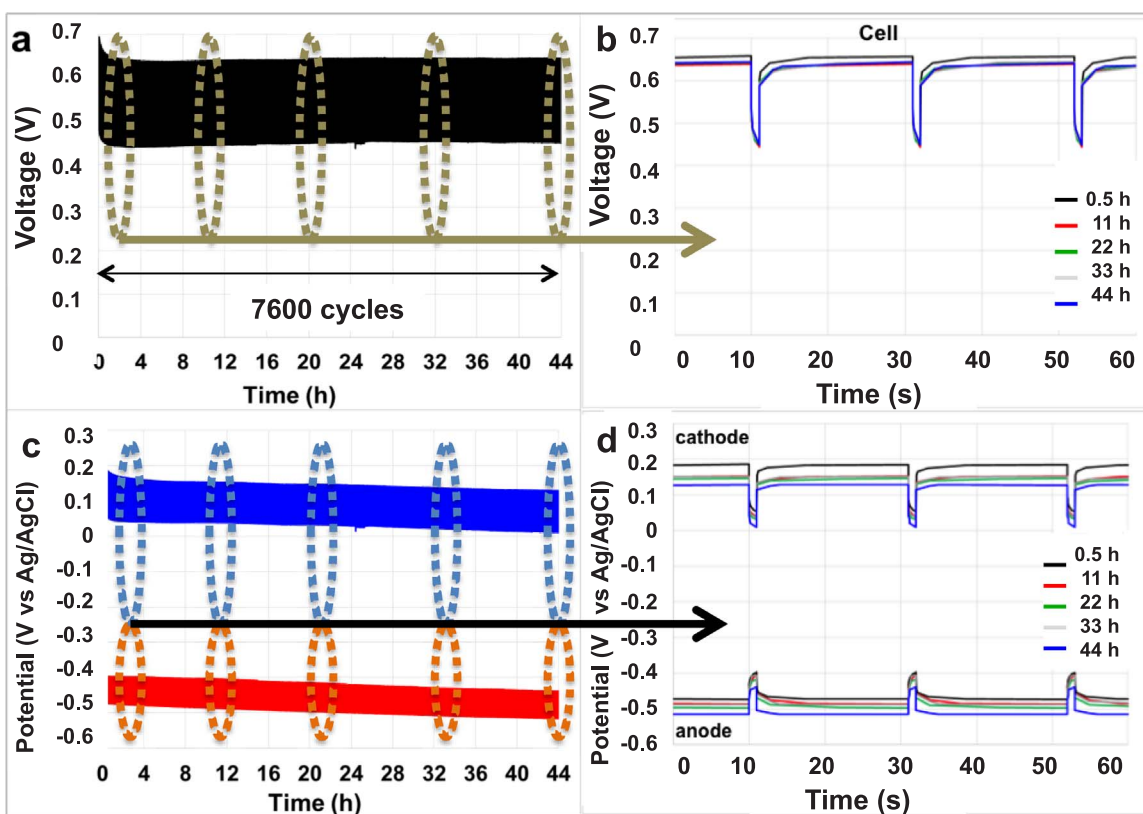 a
Voltage (V)
0.7
0.6
0.5
0.4
0.3
0.2
0.1
0
7600 cycles
0 4 8 12 16 20 24 28 32 36 40 44
Time (h)
b
Cell
Voltage (V)
0.7
0.6
0.5
0.4
0.3
0.2
0.1
0
0.5 h
11 h
22 h
33 h
44 h
0 10 20 30 40 50 60
Time (s)
c
Potential (V vs Ag/AgCl)
0.3
0.2
0.1
0
-0.1
-0.2
-0.3
-0.4
-0.5
-0.6
0 4 8 12 16 20 24 28 32 36 40 44
Time (h)
d
cathode
Potential (V vs Ag/AgCl)
0.3
0.2
0.1
0
-0.1
-0.2
-0.3
-0.4
-0.5
-0.6
0.5 h
11 h
22 h
33 h
44 h
anode
0 10 20 30 40 50 60
Time (s)